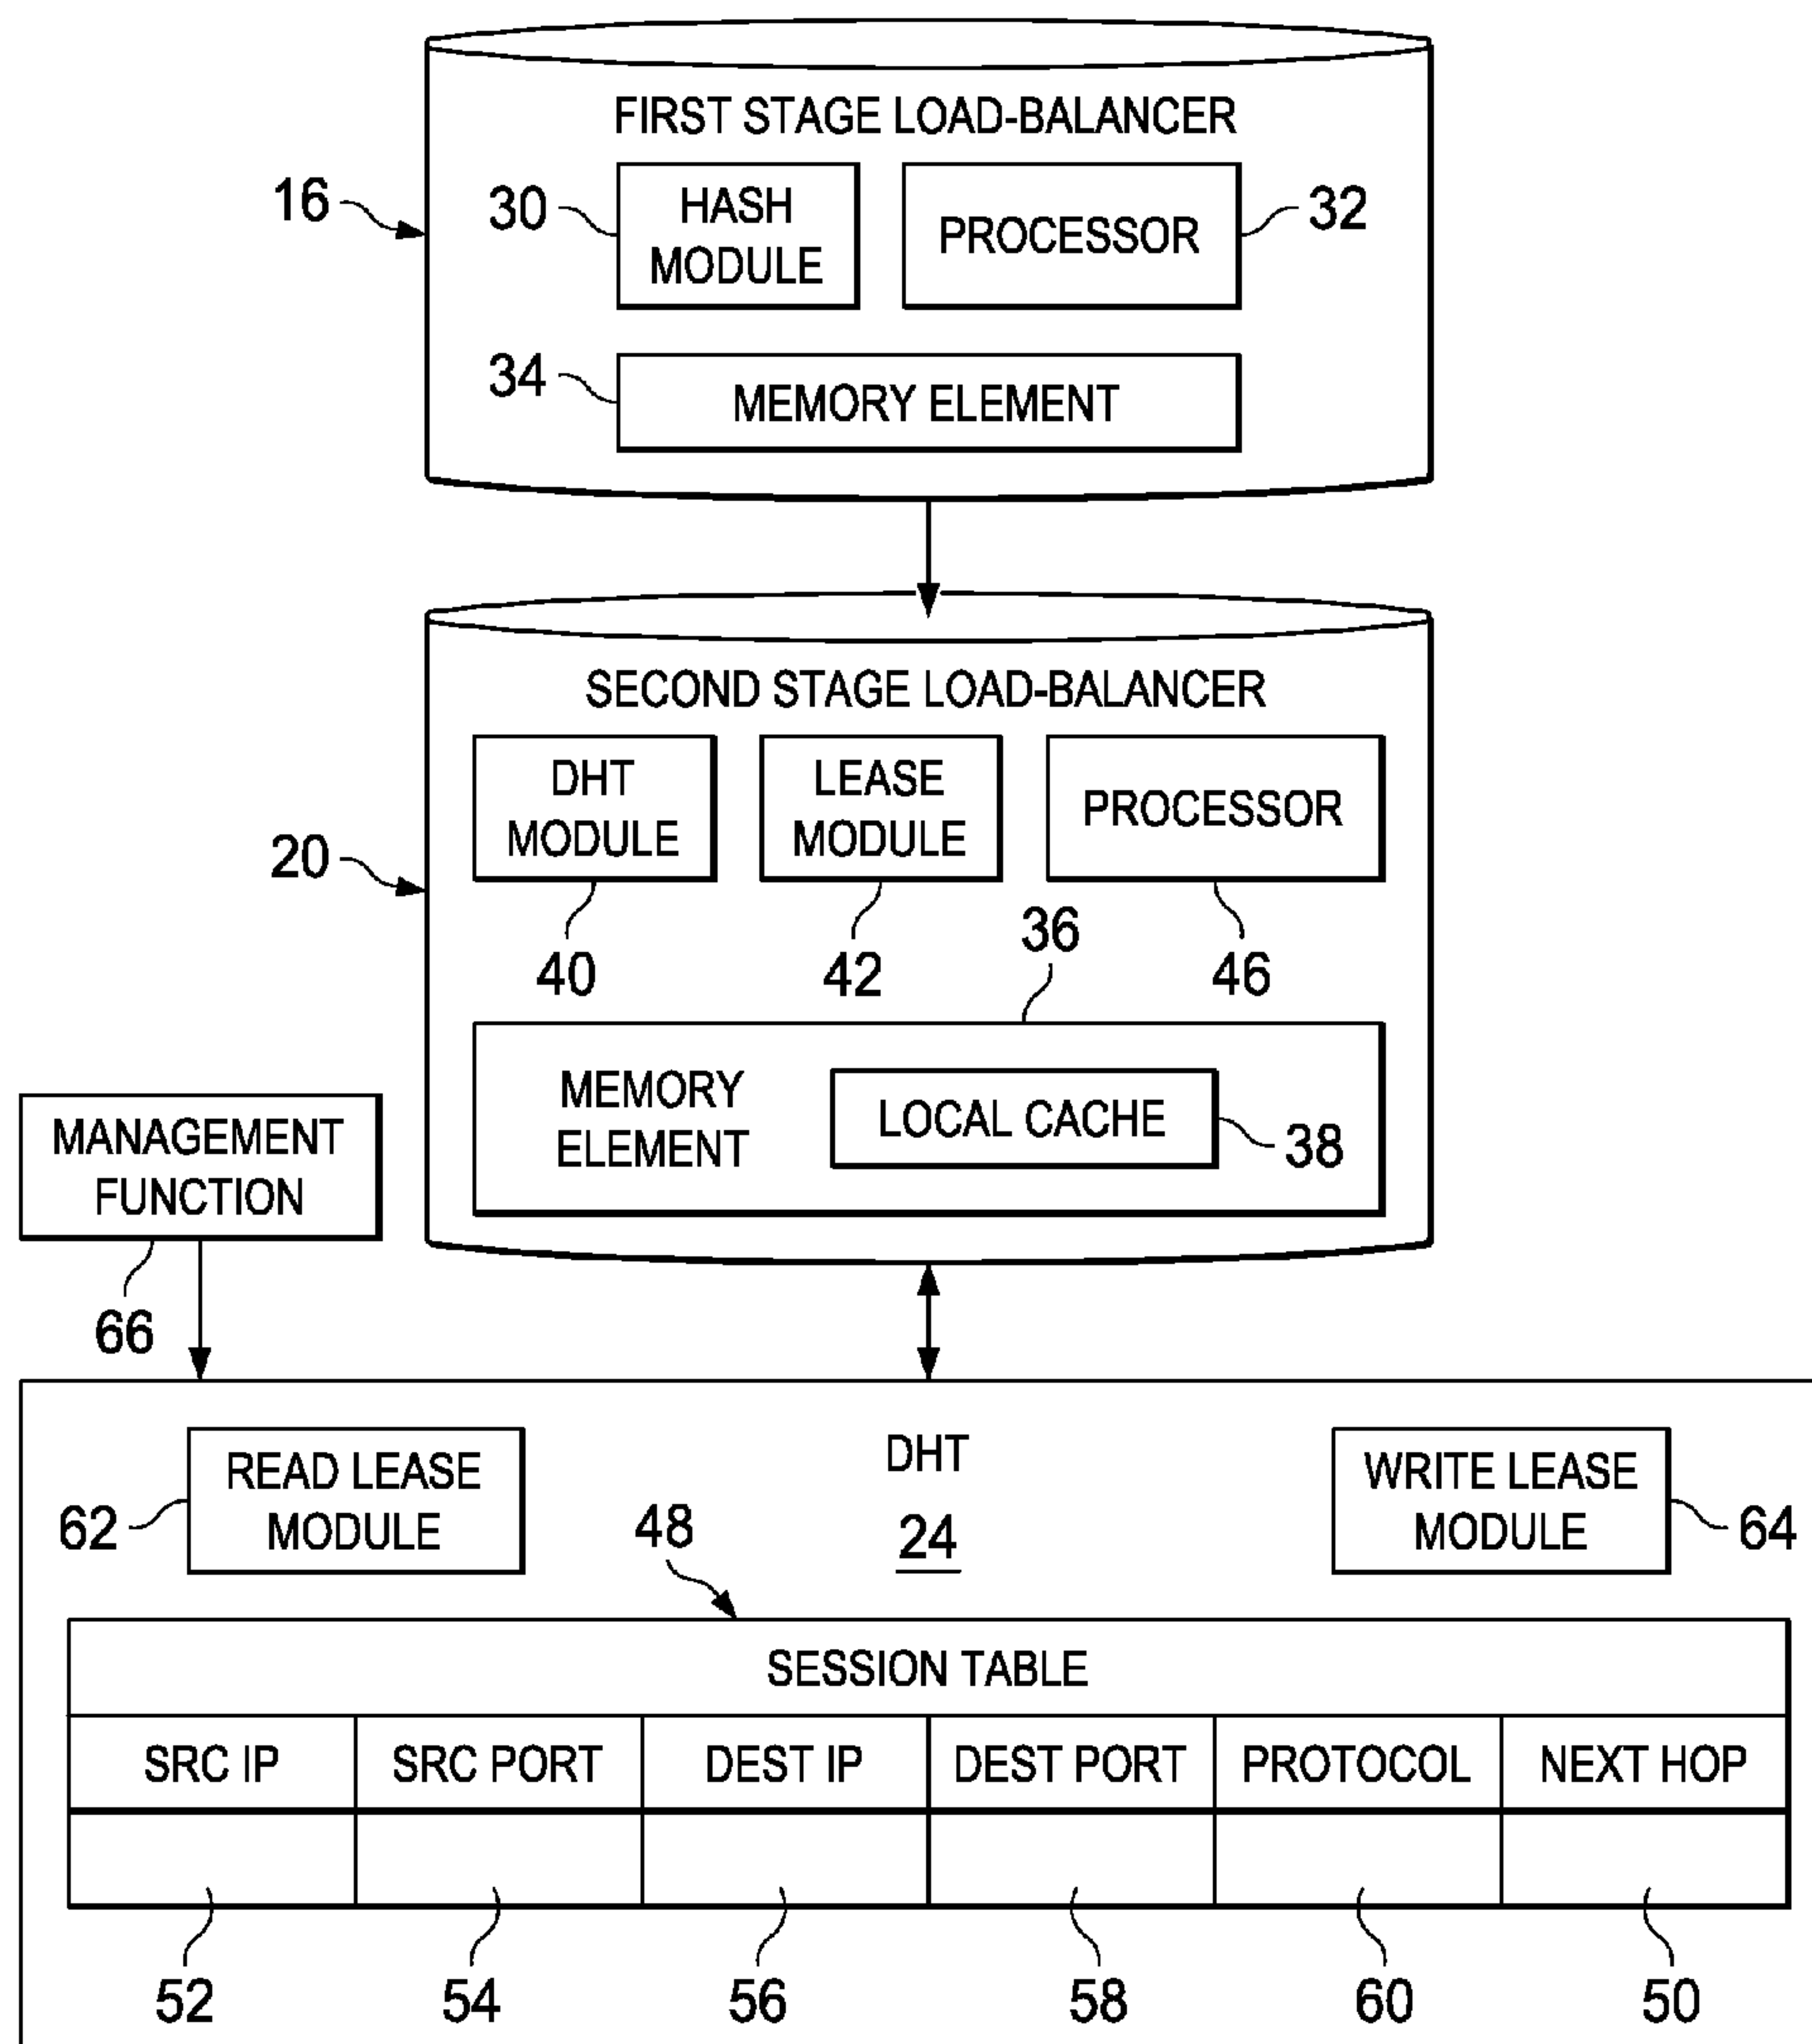 FIRST STAGE LOAD-BALANCER
16
30
HASH
MODULE
PROCESSOR
32
34
MEMORY ELEMENT
SECOND STAGE LOAD-BALANCER
20
DHT
MODULE
LEASE
MODULE
PROCESSOR
40
42
36
46
MEMORY
ELEMENT
LOCAL CACHE
38
MANAGEMENT
FUNCTION
66
62
READ LEASE
MODULE
DHT
24
48
WRITE LEASE
MODULE
64
SESSION TABLE
SRC IP
SRC PORT
DEST IP
DEST PORT
PROTOCOL
NEXT HOP
52
54
56
58
60
50